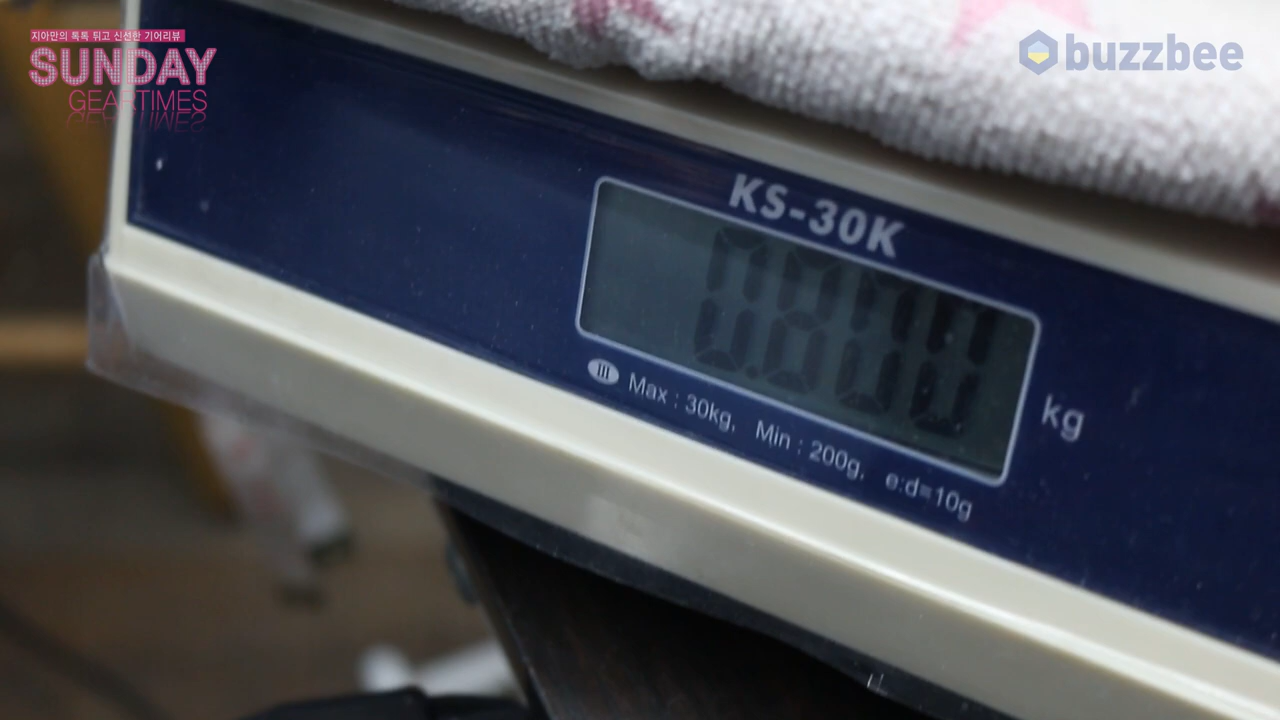 지아만의 톡톡 튀고 신선한 기어리뷰
SUNDAY
GEARTIMES
buzzbee
KS-30K
kg
III Max : 30kg, Min : 200g, e:d=10g